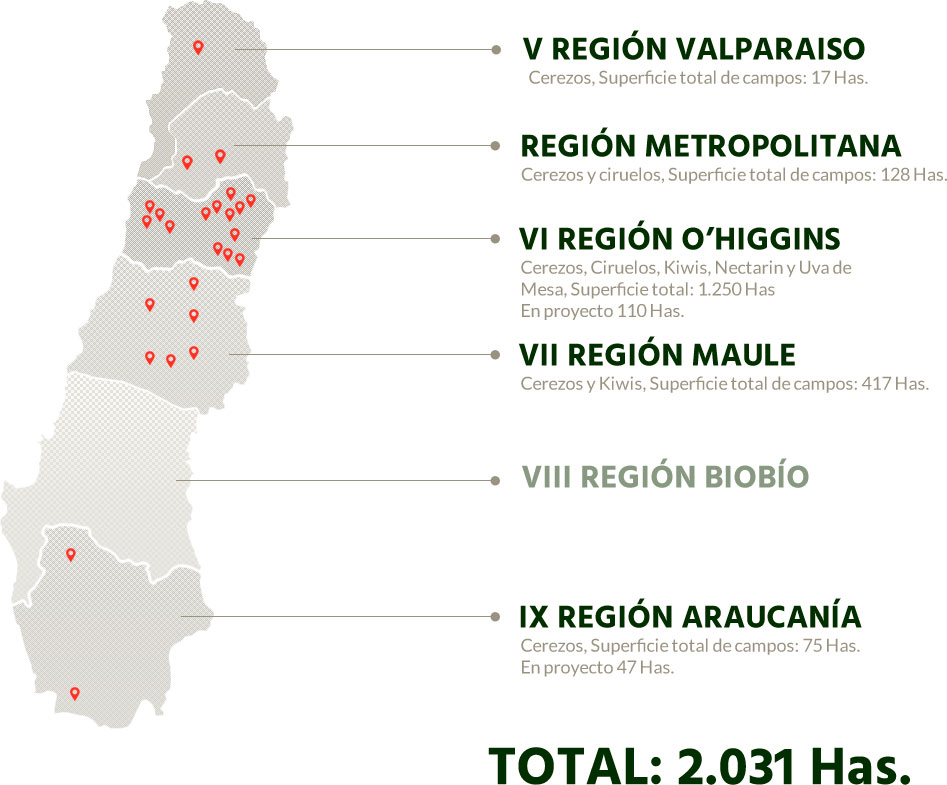 V REGIÓN VALPARAISO
Cerezos, Superficie total de campos: 17 Has.
REGIÓN METROPOLITANA
Cerezos y ciruelos, Superficie total de campos: 128 Has.
VI REGIÓN O’HIGGINS
Cerezos, Ciruelos, Kiwis, Nectarin y Uva de
Mesa, Superficie total: 1.250 Has
En proyecto 110 Has.
VII REGIÓN MAULE
Cerezos y Kiwis, Superficie total de campos: 417 Has.
VIII REGIÓN BIOBÍO
IX REGIÓN ARAUCANÍA
Cerezos, Superficie total de campos: 75 Has.
En proyecto 47 Has.
TOTAL: 2.031 Has.